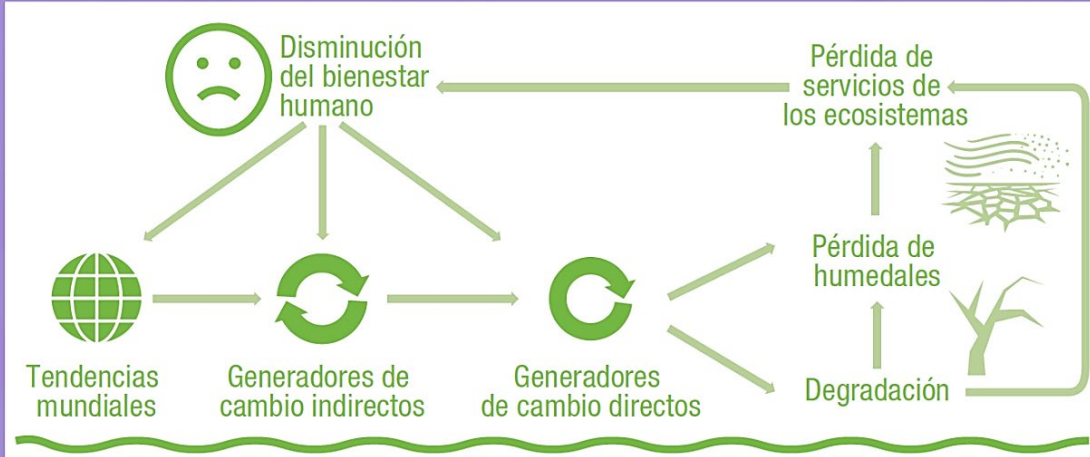 Disminución
del bienestar
humano
Pérdida de
servicios de
los ecosistemas
Pérdida de
humedales
Tendencias
mundiales
Generadores de
cambio indirectos
Generadores
de cambio directos
Degradación